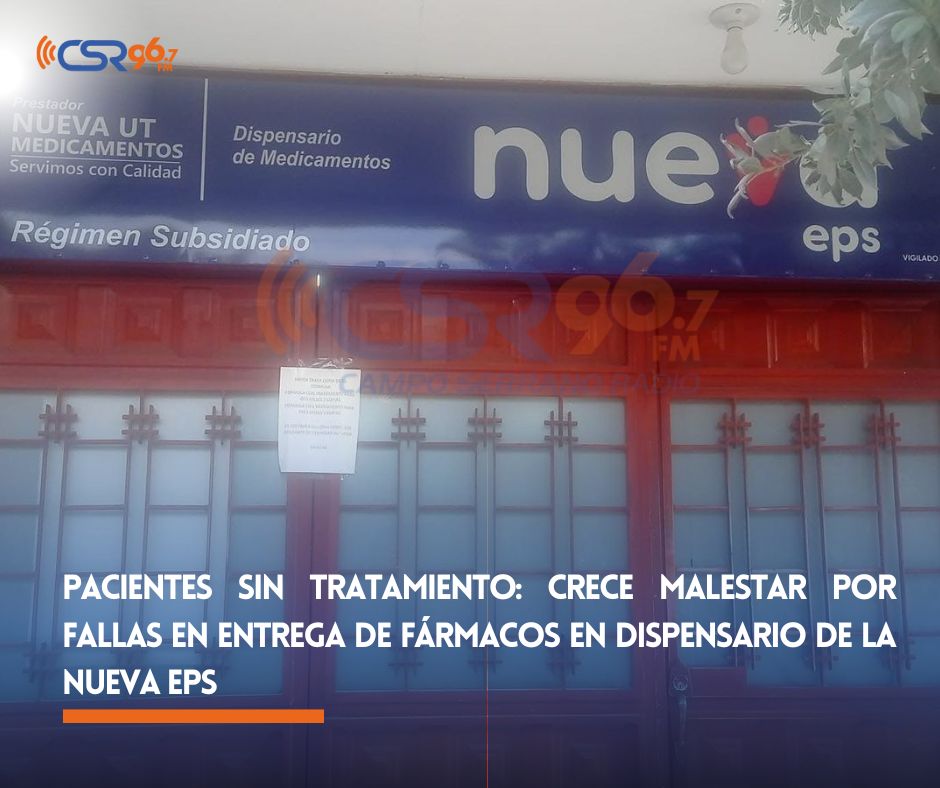 CSR96.7
FM
Prestador
NUEVA UT
MEDICAMENTOS
Servimos con Calidad
Dispensario
de Medicamentos
nueva
eps
Régimen Subsidiado
VIGILADO
CSR96.7
FM
CAMPO SERRANO RADIO
PACIENTES SIN TRATAMIENTO: CRECE MALESTAR POR
FALLAS EN ENTREGA DE FÁRMACOS EN DISPENSARIO DE LA
NUEVA EPS